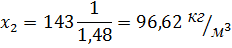 x₂ = 143 1/1,48 = 96,62 кг/м³